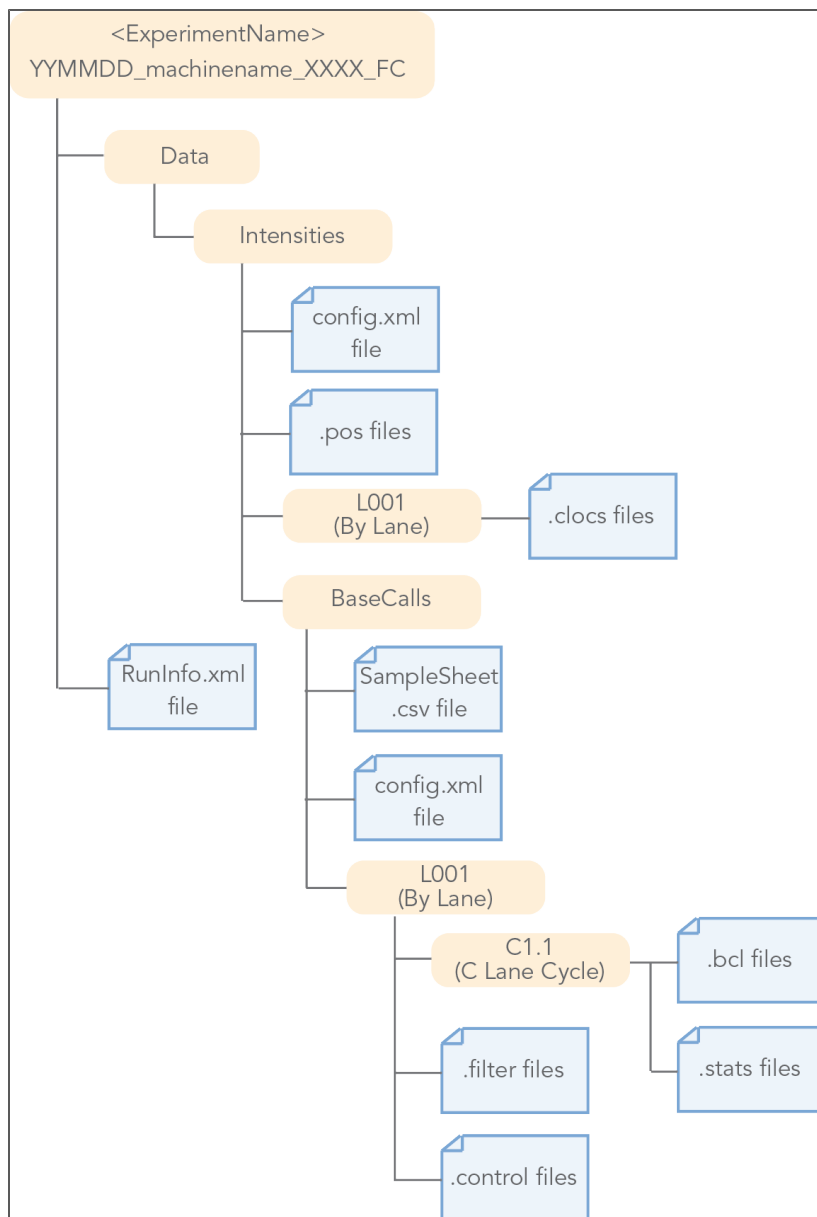 <ExperimentName>
YYMMDD_machinename_XXXX_FC
Data
Intensities
config.xml
file
.pos files
L001
(By Lane)
.clocs files
BaseCalls
RunInfo.xml
file
SampleSheet
.csv file
config.xml
file
L001
(By Lane)
C1.1
(C Lane Cycle)
.bcl files
.filter files
.stats files
.control files